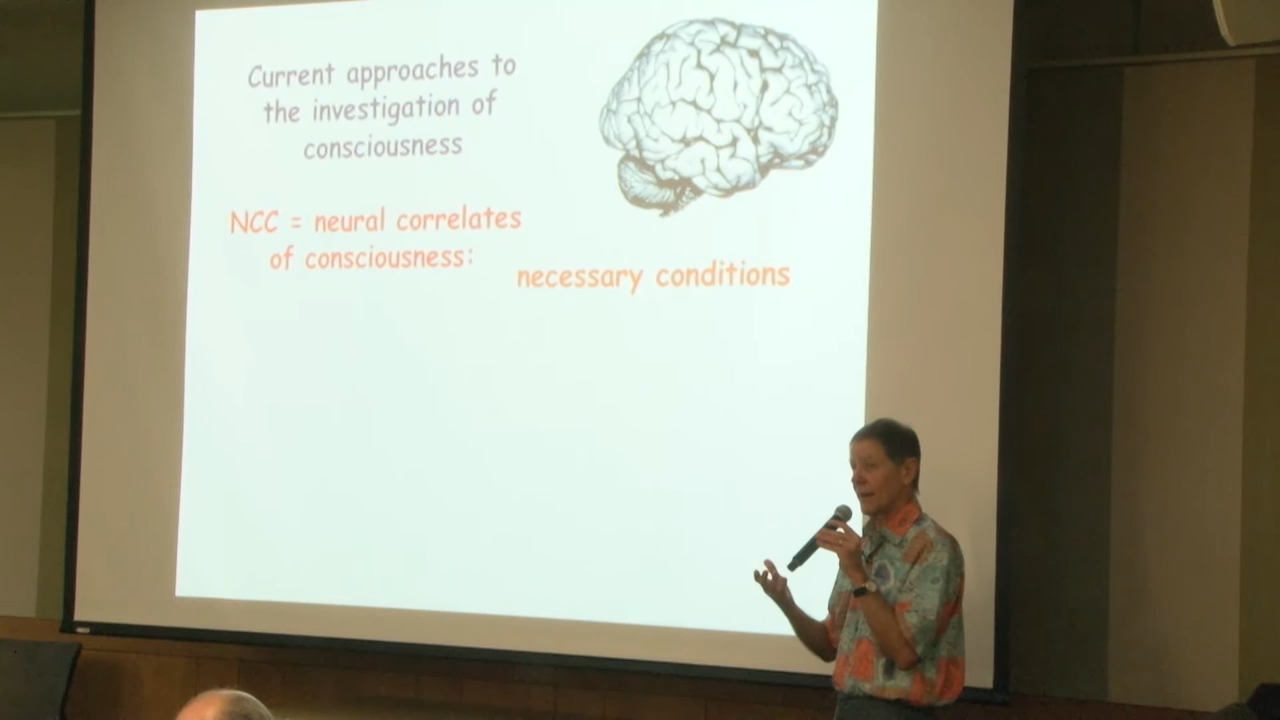 Current approaches to
the investigation of
consciousness
NCC = neural correlates
of consciousness:
necessary conditions